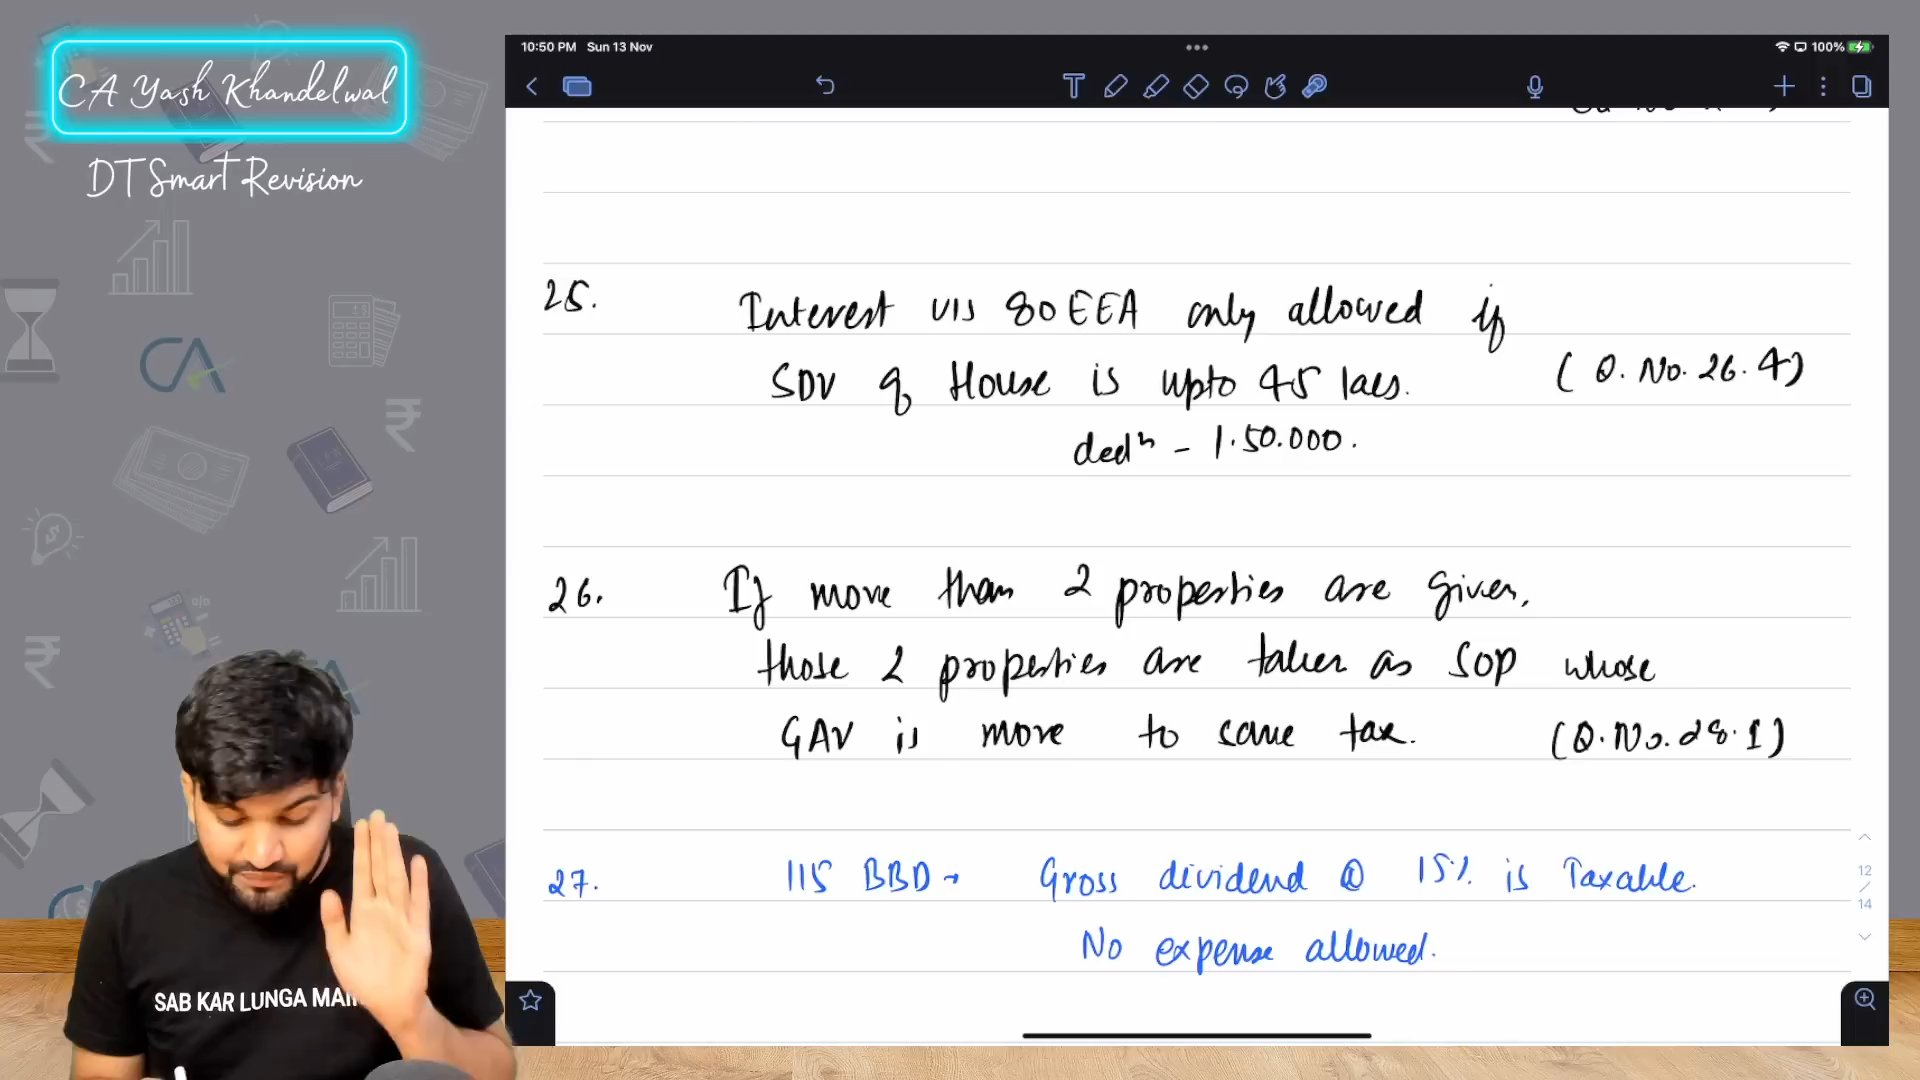 CA Yash Khandelwal
DT Smart Revision
10:50 PM Sun 13 Nov
100%
25. Interest u/s 80EEA only allowed if
SDV of House is upto 45 lacs. (Q. No. 26.4)
dedn - 1.50.000.
26. If more than 2 properties are given,
those 2 properties are taken as SOP whose
GAV is more to save tax. (Q. No. 28.1)
27. 115 BBD → Gross dividend @ 15% is Taxable.
No expense allowed.
12
14
CA
SAB KAR LUNGA MAI